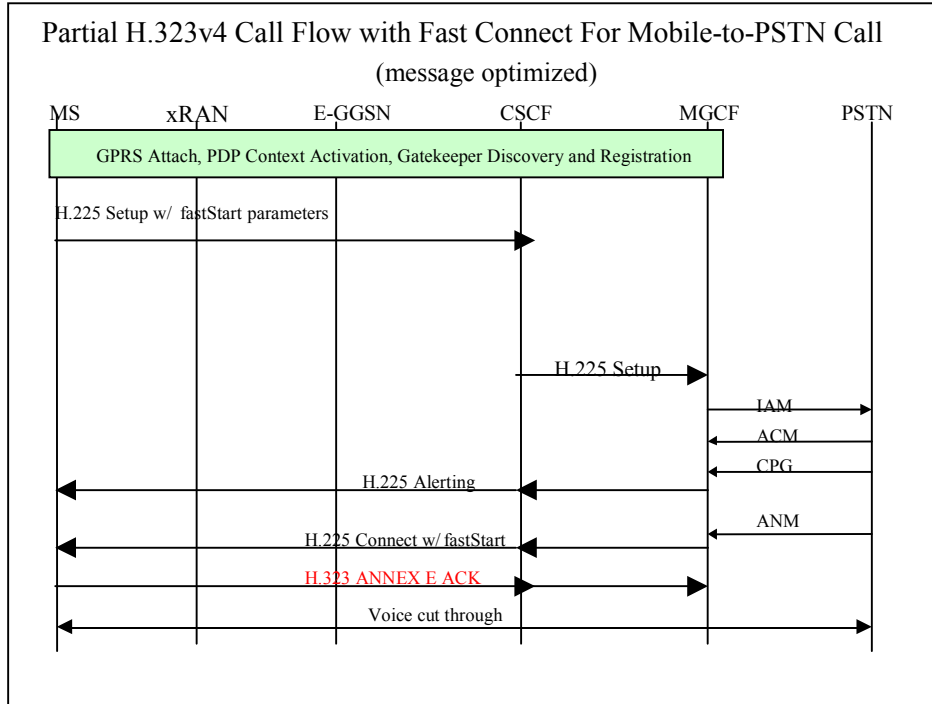 Partial H.323v4 Call Flow with Fast Connect For Mobile-to-PSTN Call
(message optimized)
MS xRAN E-GGSN CSCF MGCF PSTN
GPRS Attach, PDP Context Activation, Gatekeeper Discovery and Registration
H.225 Setup w/ fastStart parameters
H.225 Setup
IAM
ACM
CPG
H.225 Alerting
ANM
H.225 Connect w/ fastStart
H.323 ANNEX E ACK
Voice cut through